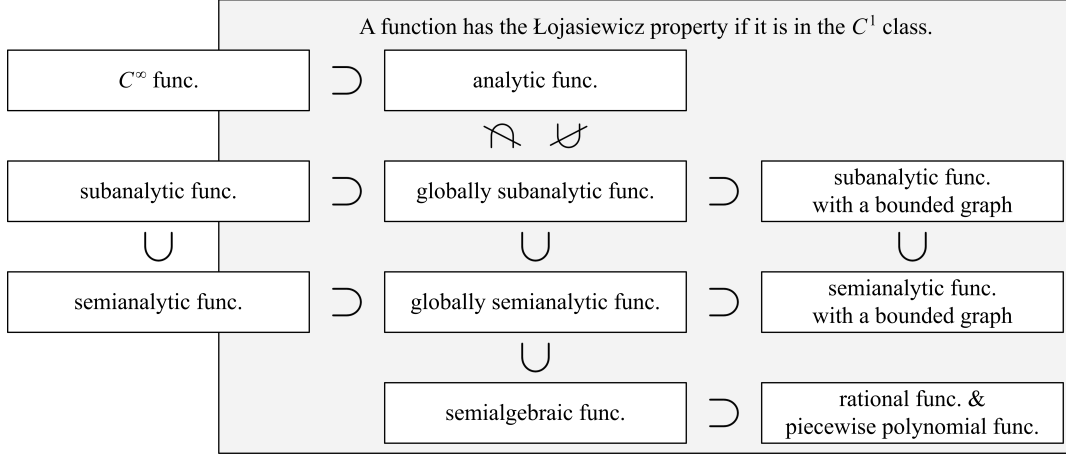 A function has the Łojasiewicz property if it is in the C¹ class.
C∞ func. ⊃ analytic func.
⊄ ⊅
subanalytic func. ⊃ globally subanalytic func. ⊃ subanalytic func.
with a bounded graph
∪ ∪ ∪
semianalytic func. ⊃ globally semianalytic func. ⊃ semianalytic func.
with a bounded graph
∪
semialgebraic func. ⊃ rational func. &
piecewise polynomial func.